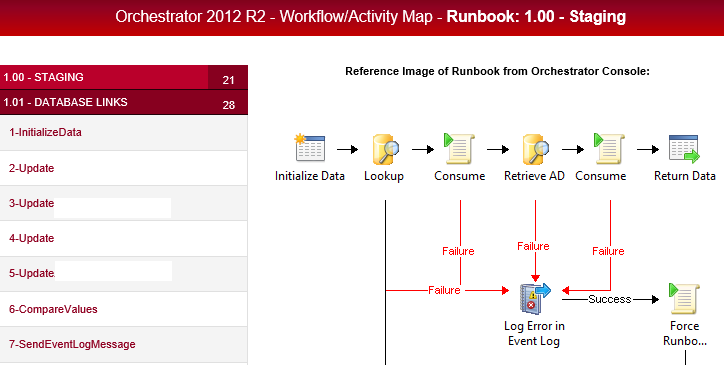 Orchestrator 2012 R2 - Workflow/Activity Map - Runbook: 1.00 - Staging
1.00 - STAGING 21
1.01 - DATABASE LINKS 28
1-InitializeData
2-Update
3-Update
4-Update
5-Update
6-CompareValues
7-SendEventLogMessage
Reference Image of Runbook from Orchestrator Console:
Initialize Data Lookup Consume Retrieve AD Consume Return Data
Failure Failure Failure
Failure
Success
Log Error in
Event Log
Force
Runbo...